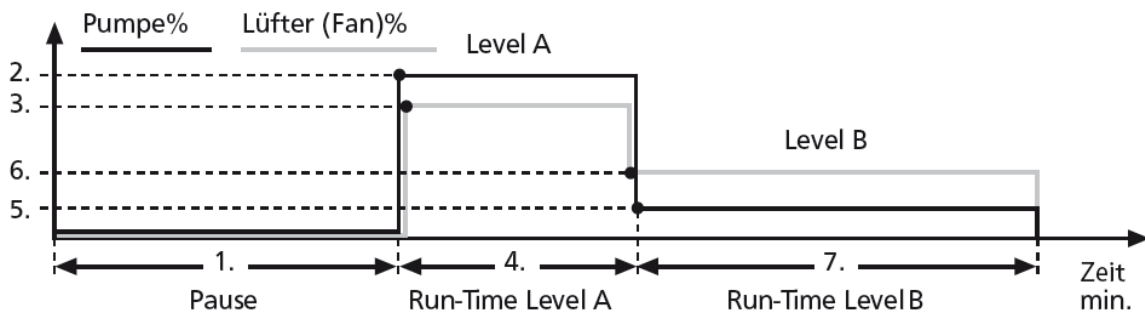 Pumpe% Lüfter (Fan)%
Level A
2.
3.
Level B
6.
5.
1. 4. 7. Zeit
Pause Run-Time Level A Run-Time Level B min.